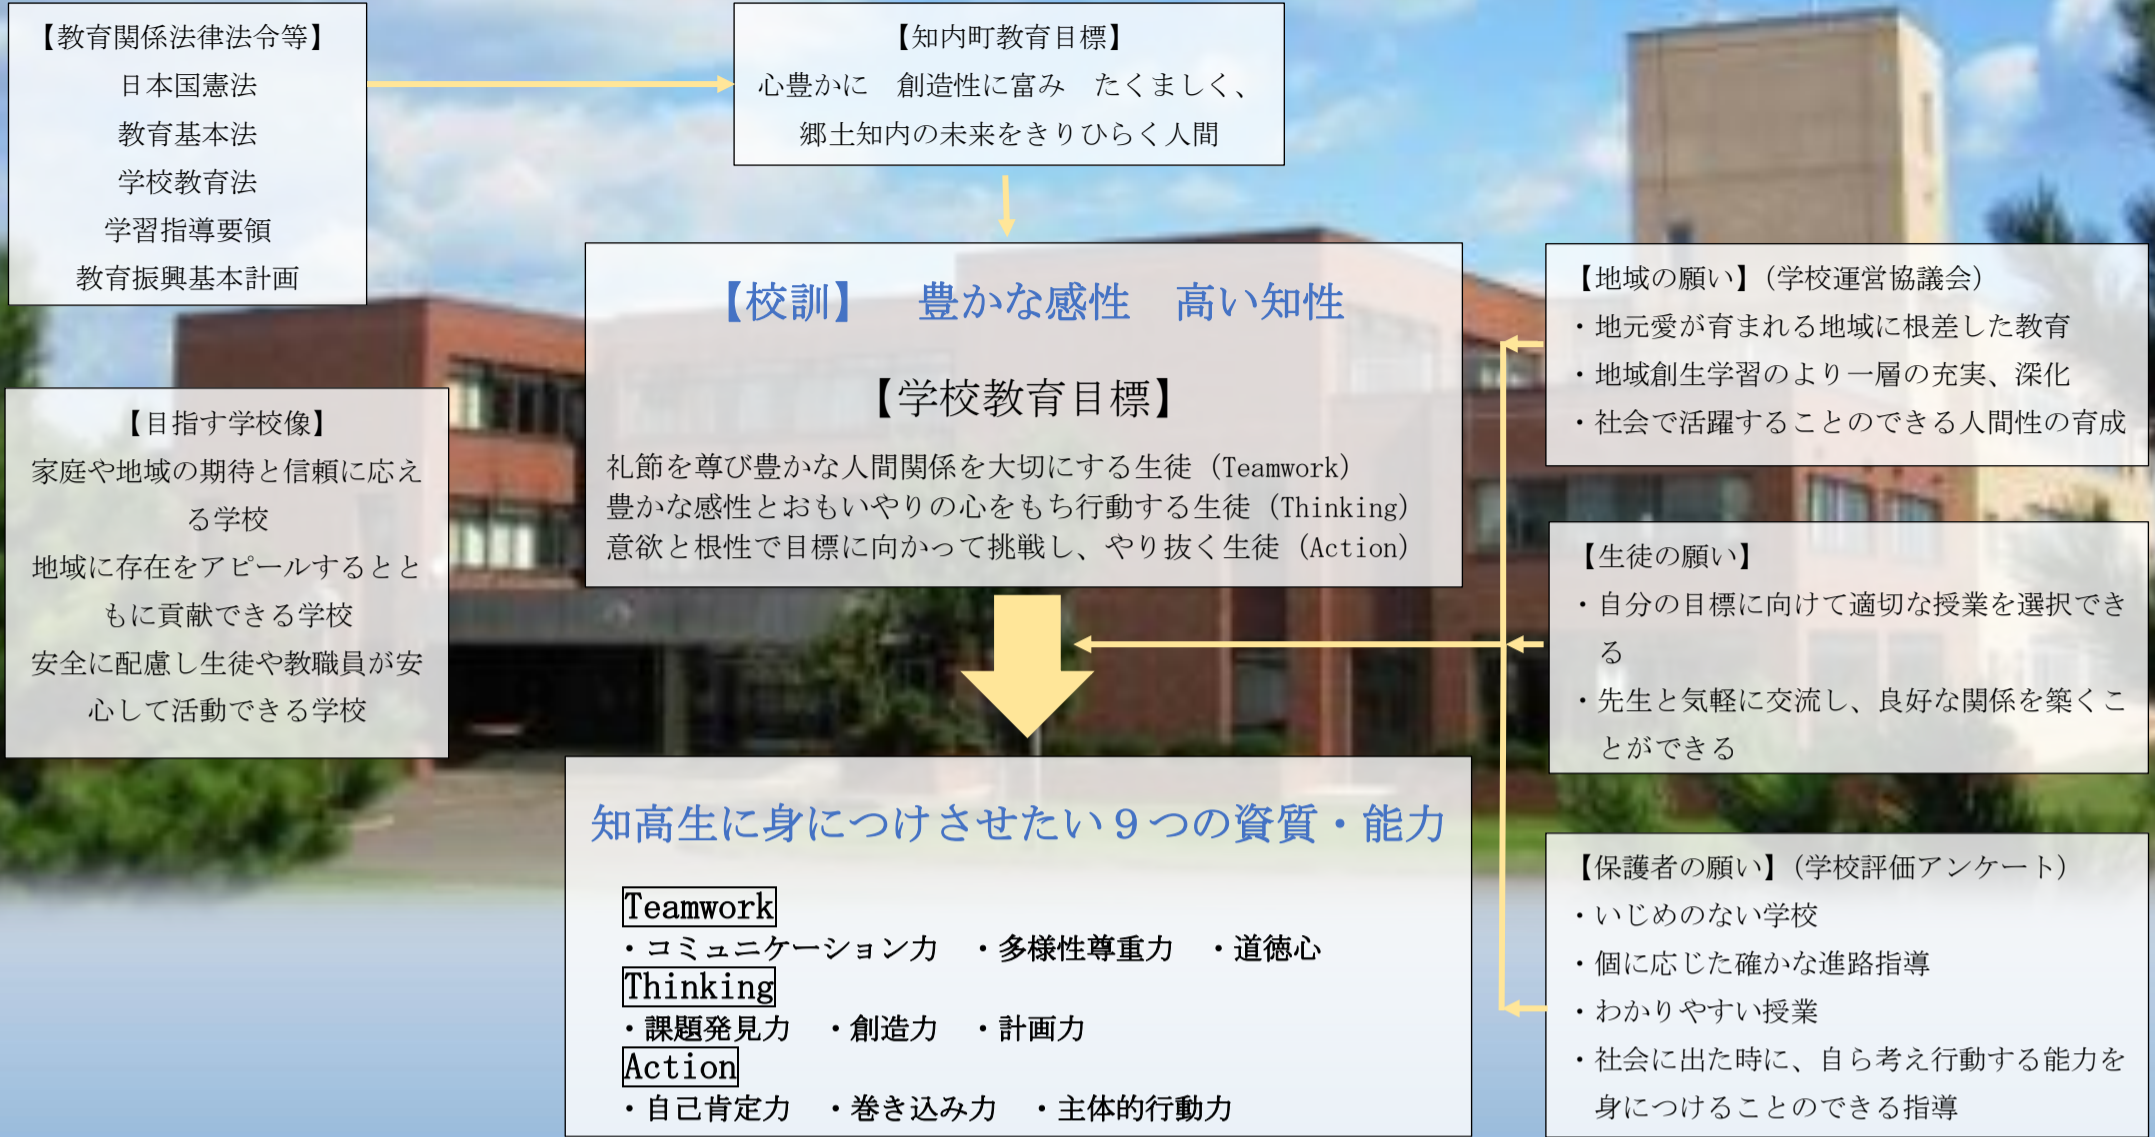 【教育関係法律法令等】
日本国憲法
教育基本法
学校教育法
学習指導要領
教育振興基本計画
【知内町教育目標】
心豊かに　創造性に富み　たくましく、
郷土知内の未来をきりひらく人間
【校訓】　豊かな感性　高い知性
【学校教育目標】
礼節を尊び豊かな人間関係を大切にする生徒（Teamwork）
豊かな感性とおもいやりの心をもち行動する生徒（Thinking）
意欲と根性で目標に向かって挑戦し、やり抜く生徒（Action）
【目指す学校像】
家庭や地域の期待と信頼に応え
る学校
地域に存在をアピールするとと
もに貢献できる学校
安全に配慮し生徒や教職員が安
心して活動できる学校
【地域の願い】（学校運営協議会）
・地元愛が育まれる地域に根差した教育
・地域創生学習のより一層の充実、深化
・社会で活躍することのできる人間性の育成
【生徒の願い】
・自分の目標に向けて適切な授業を選択でき
る
・先生と気軽に交流し、良好な関係を築くこ
とができる
【保護者の願い】（学校評価アンケート）
・いじめのない学校
・個に応じた確かな進路指導
・わかりやすい授業
・社会に出た時に、自ら考え行動する能力を
身につけることのできる指導
知高生に身につけさせたい９つの資質・能力
Teamwork
・コミュニケーション力　・多様性尊重力　・道徳心
Thinking
・課題発見力　・創造力　・計画力
Action
・自己肯定力　・巻き込み力　・主体的行動力